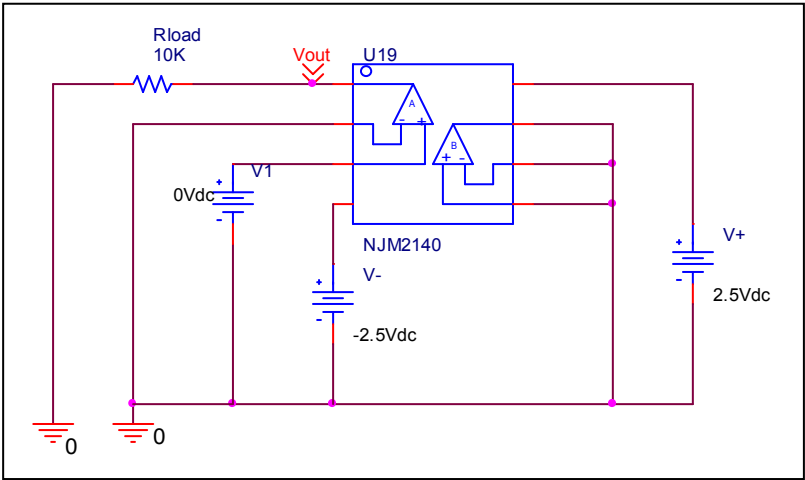 Rload
10K
Vout
U19
A
- +
B
+ -
V1
+
0Vdc
-
NJM2140
V+
+
-
2.5Vdc
V-
+
-
-2.5Vdc
0
0